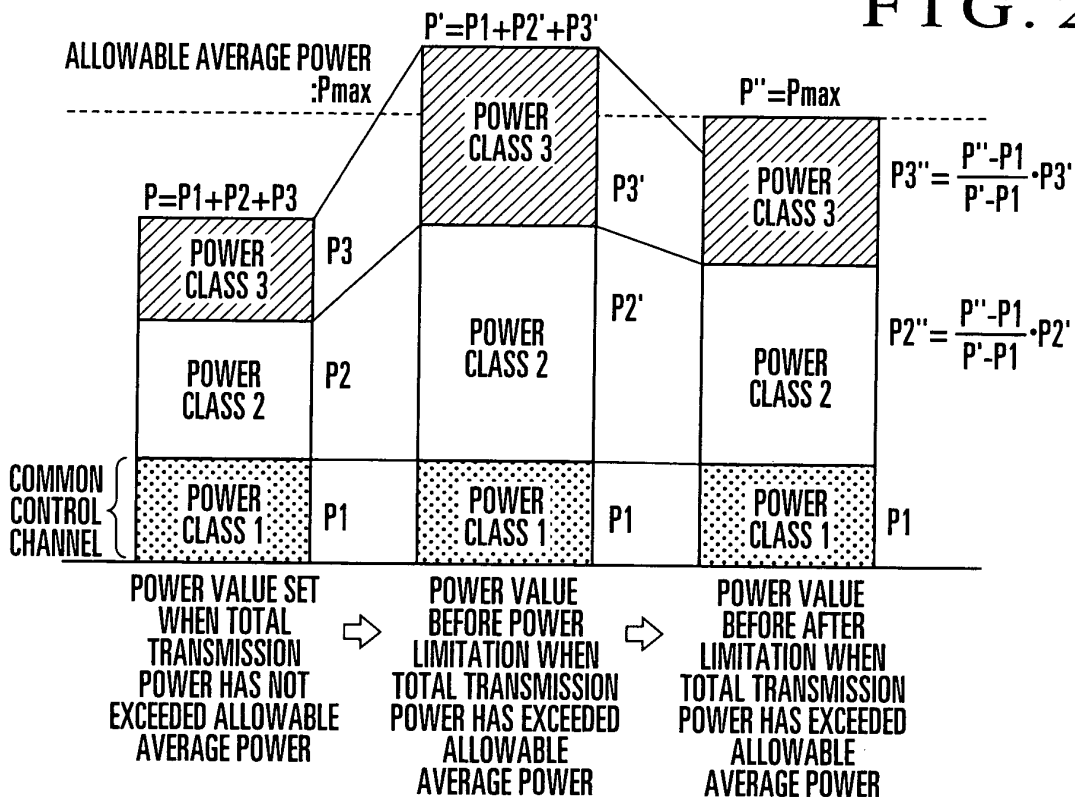 FIG. 2
P'=P1+P2'+P3'
ALLOWABLE AVERAGE POWER
:Pmax
P''=Pmax
P=P1+P2+P3
POWER
CLASS 3
P3
POWER
CLASS 2
P2
COMMON
CONTROL
CHANNEL
POWER
CLASS 1
P1
POWER
CLASS 3
P3'
POWER
CLASS 2
P2'
POWER
CLASS 1
P1
POWER
CLASS 3
P3''= P''-P1 / P'-P1 ·P3'
POWER
CLASS 2
P2''= P''-P1 / P'-P1 ·P2'
POWER
CLASS 1
P1
POWER VALUE SET
WHEN TOTAL
TRANSMISSION
POWER HAS NOT
EXCEEDED ALLOWABLE
AVERAGE POWER
⇨
POWER VALUE
BEFORE POWER
LIMITATION WHEN
TOTAL TRANSMISSION
POWER HAS EXCEEDED
ALLOWABLE
AVERAGE POWER
⇨
POWER VALUE
BEFORE AFTER
LIMITATION WHEN
TOTAL TRANSMISSION
POWER HAS EXCEEDED
ALLOWABLE
AVERAGE POWER